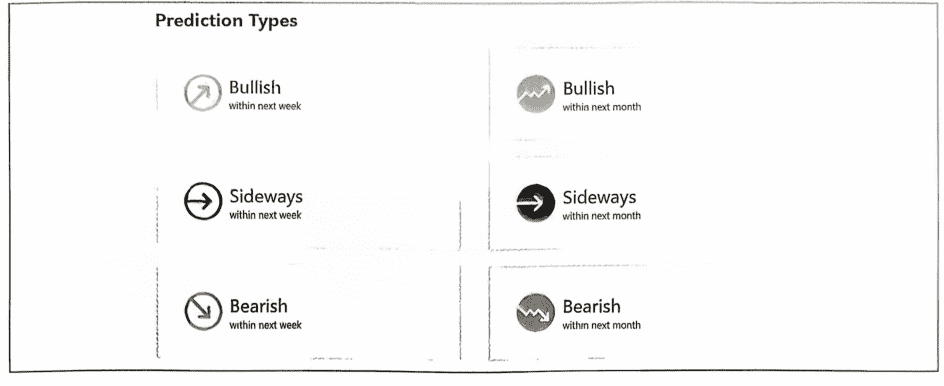 Prediction Types
Bullish
within next week
Bullish
within next month
Sideways
within next week
Sideways
within next month
Bearish
within next week
Bearish
within next month